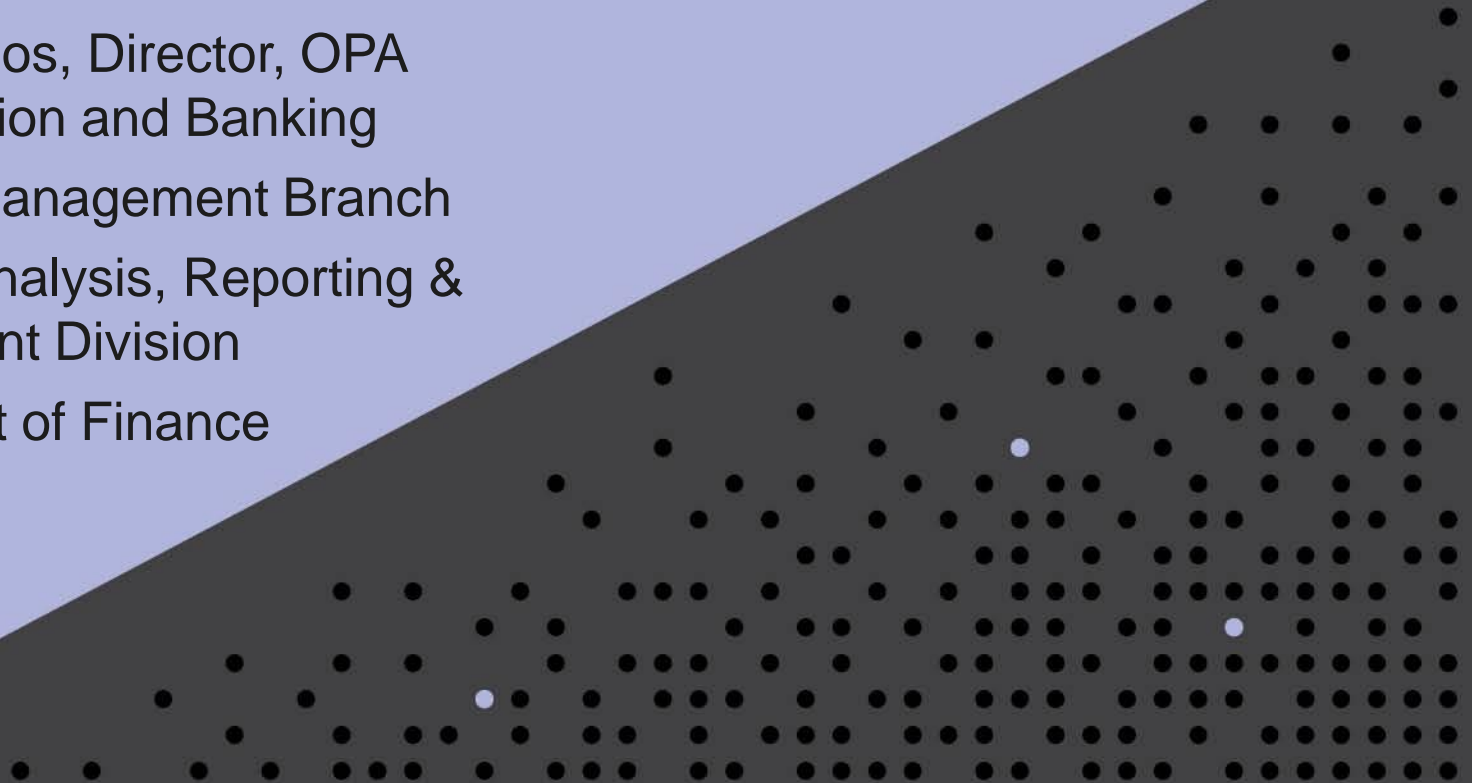 os, Director, OPA
ion and Banking
anagement Branch
nalysis, Reporting &
nt Division
t of Finance